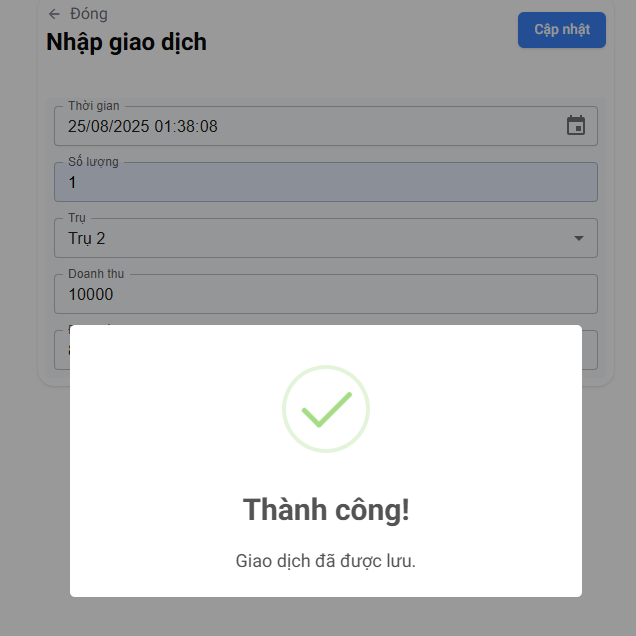 Đóng
Nhập giao dịch
Cập nhật
Thời gian
25/08/2025 01:38:08
Số lượng
1
Trụ
Trụ 2
Doanh thu
10000
Thành công!
Giao dịch đã được lưu.